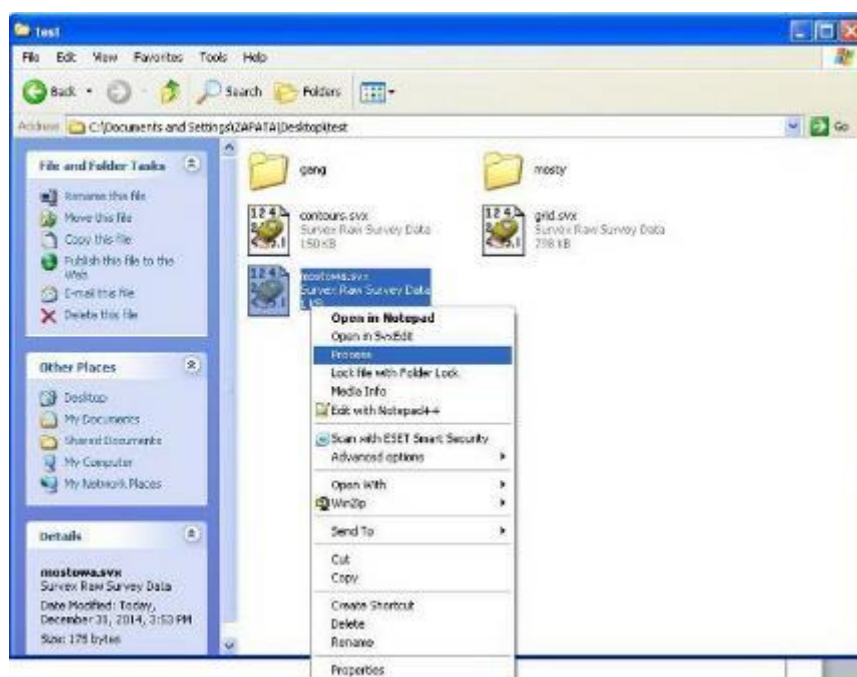 test
File Edit View Favorites Tools Help
Back Search Folders
Address C:\Documents and Settings\ZAPATA\Desktop\test Go
File and Folder Tasks
Rename this file
Move this file
Copy this file
Publish this file to the
Web
E-mail this file
Delete this file
Other Places
Desktop
My Documents
Shared Documents
My Computer
My Network Places
Details
mostowa.svx
Survex Raw Survey Data
Date Modified: Today,
December 31, 2014, 3:53 PM
Size: 175 bytes
gang
mosty
contours.svx
Survex Raw Survey Data
150 KB
grid.svx
Survex Raw Survey Data
798 KB
mostowa.svx
Survex Raw Survey Data
1 KB
Open in Notepad
Open in SvxEdit
Process
Lock file with Folder Lock
Media Info
Edit with Notepad++
Scan with ESET Smart Security
Advanced options
Open With
WinZip
Send To
Cut
Copy
Create Shortcut
Delete
Rename
Properties